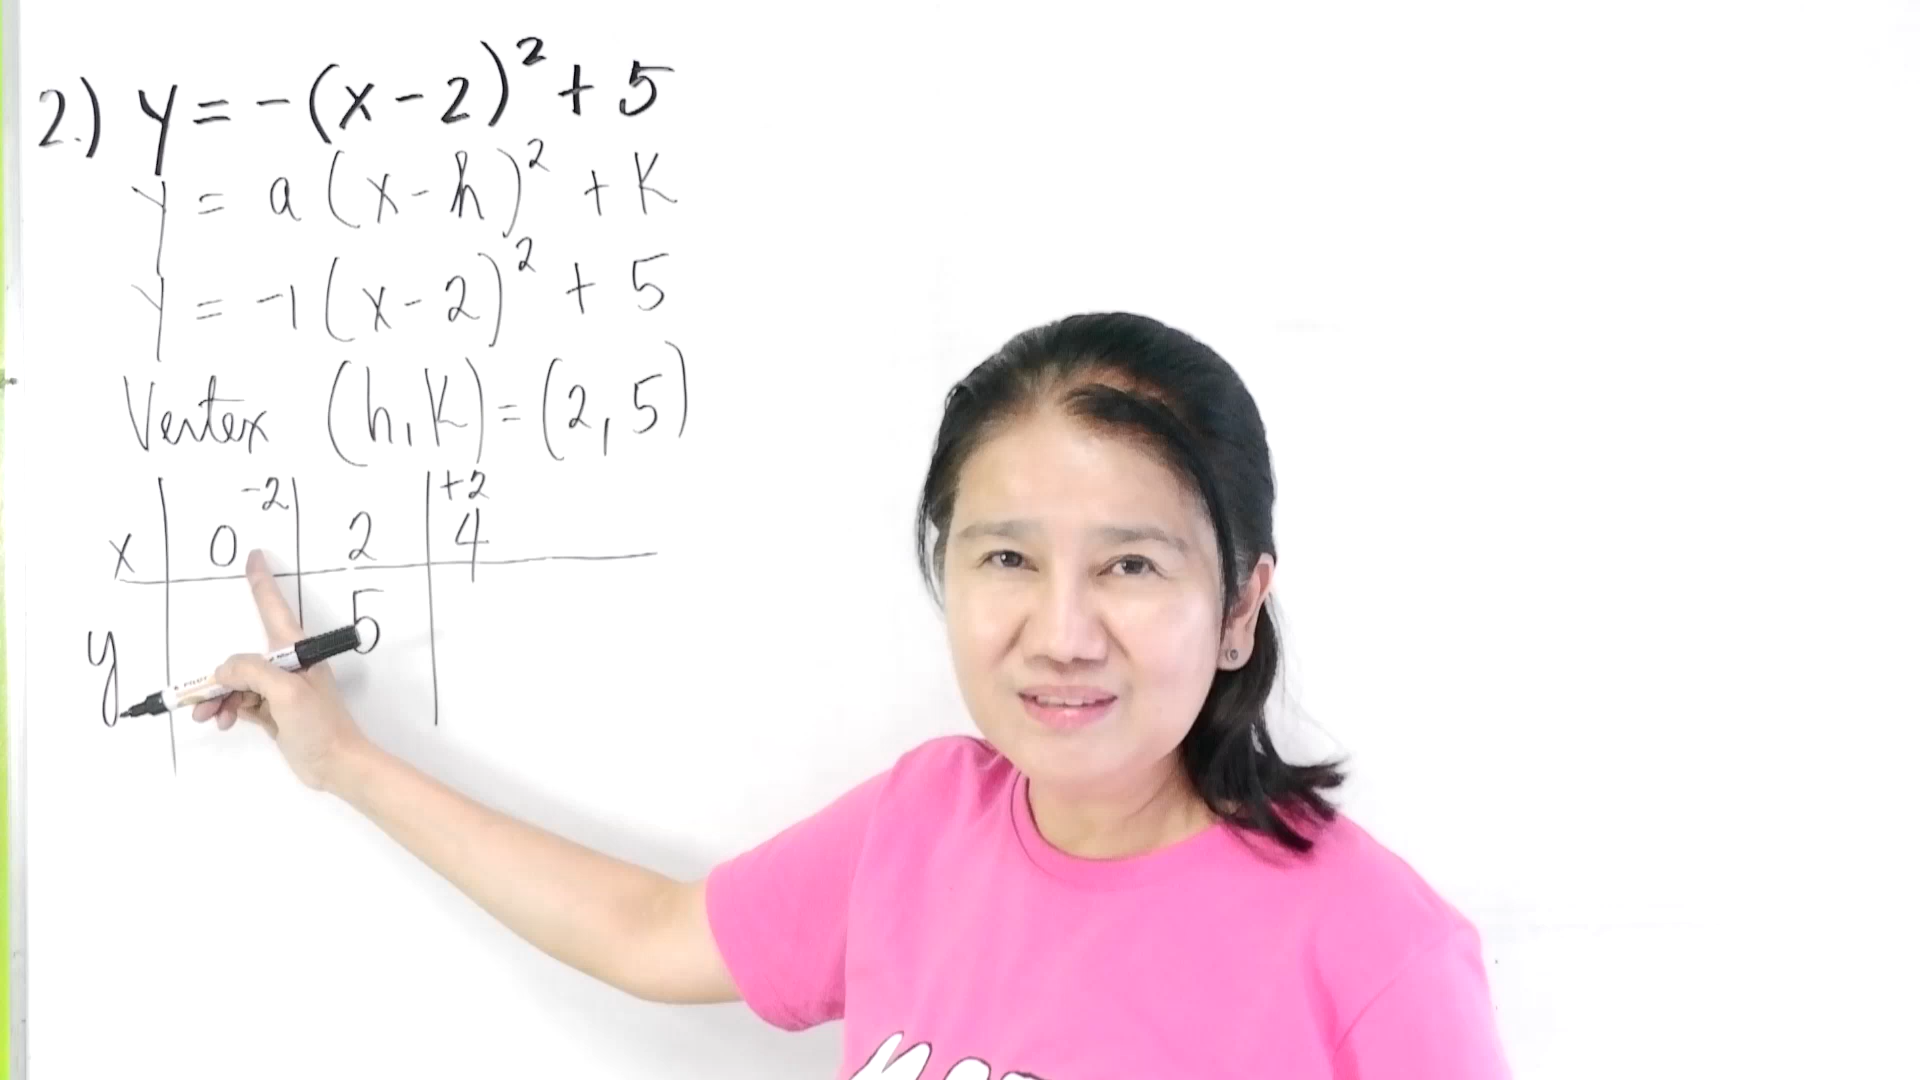 2.) y = -(x - 2)² + 5
y = a (x - h)² + K
y = -1 (x - 2)² + 5
Vertex (h, K) = (2, 5)
-2 +2
x 0 2 4
y 5